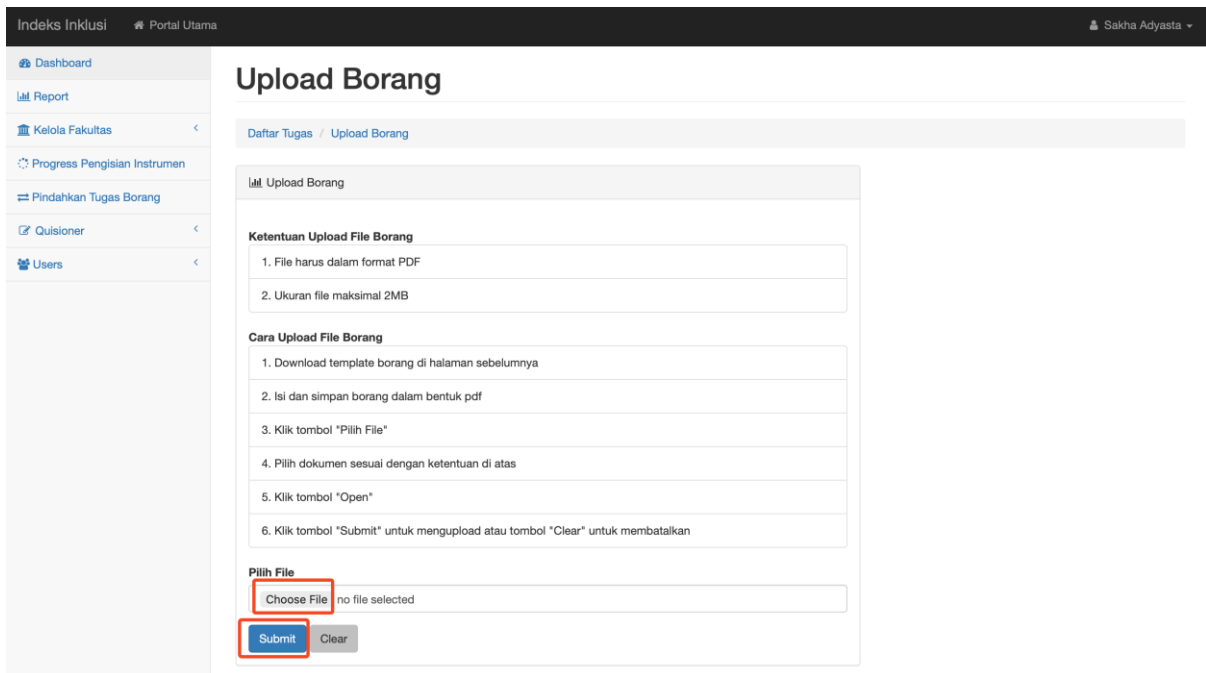 Indeks Inklusi Portal Utama Sakha Adyasta
Dashboard
Report
Kelola Fakultas
Progress Pengisian Instrumen
Pindahkan Tugas Borang
Quisioner
Users
Upload Borang
Daftar Tugas / Upload Borang
Upload Borang
Ketentuan Upload File Borang
1. File harus dalam format PDF
2. Ukuran file maksimal 2MB
Cara Upload File Borang
1. Download template borang di halaman sebelumnya
2. Isi dan simpan borang dalam bentuk pdf
3. Klik tombol "Pilih File"
4. Pilih dokumen sesuai dengan ketentuan di atas
5. Klik tombol "Open"
6. Klik tombol "Submit" untuk mengupload atau tombol "Clear" untuk membatalkan
Pilih File
Choose File no file selected
Submit Clear